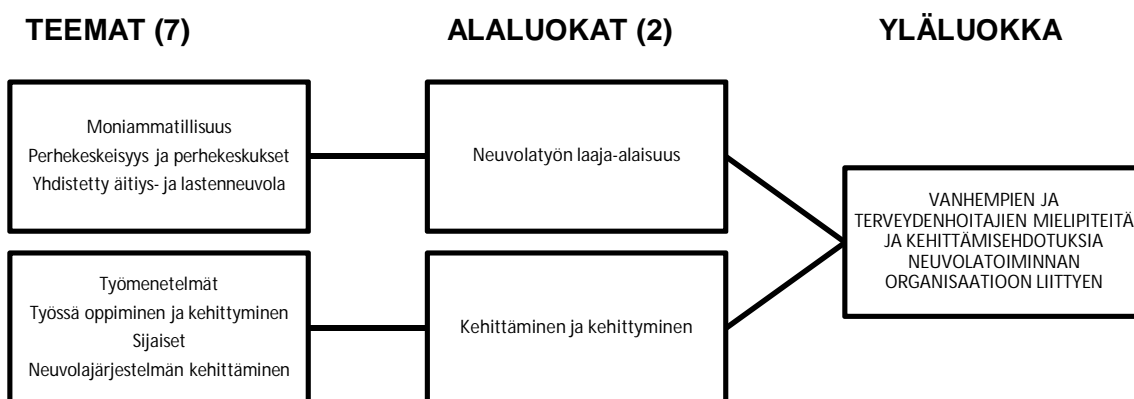 TEEMAT (7)
ALALUOKAT (2)
YLÄLUOKKA
Moniammatillisuus
Perhekeskeisyys ja perhekeskukset
Yhdistetty äitiys- ja lastenneuvola
Neuvolatyön laaja-alaisuus
Työmenetelmät
Työssä oppiminen ja kehittyminen
Sijaiset
Neuvolajärjestelmän kehittäminen
Kehittäminen ja kehittyminen
VANHEMPIEN JA
TERVEYDENHOITAJIEN MIELIPITEITÄ
JA KEHITTÄMISEHDOTUKSIA
NEUVOLATOIMINNAN
ORGANISAATIOON LIITTYEN